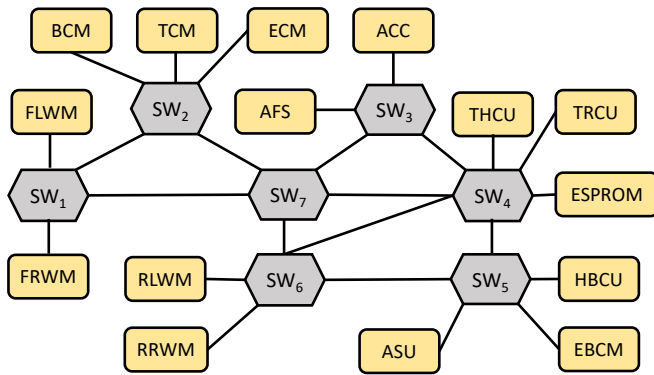 BCM
TCM
ECM
ACC
FLWM
SW₂
AFS
SW₃
THCU
TRCU
SW₁
SW₇
SW₄
ESPROM
FRWM
RLWM
SW₆
SW₅
HBCU
RRWM
ASU
EBCM